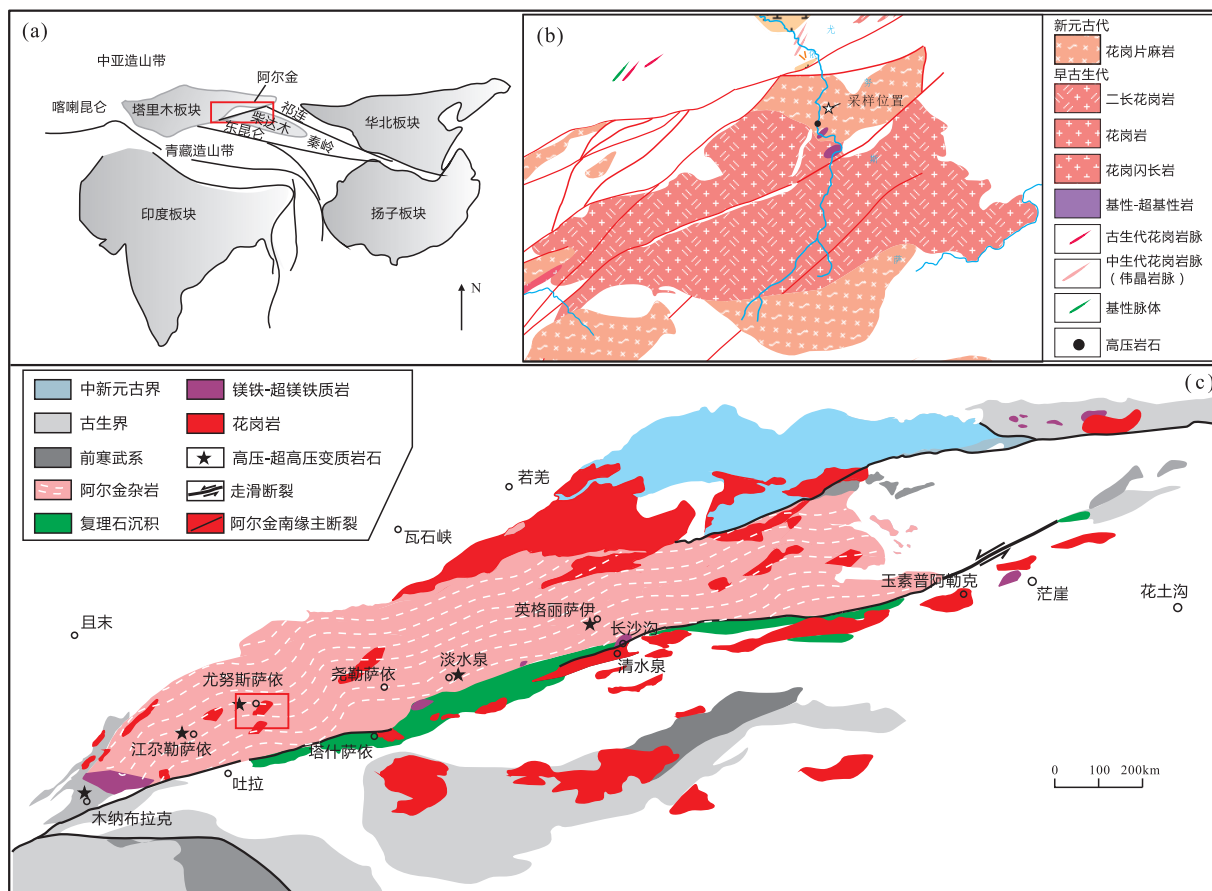 (a)
中亚造山带
阿尔金
喀喇昆仑
塔里木板块
祁连
柴达木
华北板块
东昆仑
秦岭
青藏造山带
印度板块
扬子板块
N
(b)
尤
采样位置
新元古代
花岗片麻岩
早古生代
二长花岗岩
花岗岩
花岗闪长岩
基性-超基性岩
古生代花岗岩脉
中生代花岗岩脉
(伟晶岩脉)
基性脉体
高压岩石
(c)
中新元古界
镁铁-超镁铁质岩
古生界
花岗岩
前寒武系
高压-超高压变质岩石
阿尔金杂岩
走滑断裂
复理石沉积
阿尔金南缘主断裂
若羌
瓦石峡
且末
英格丽萨伊
长沙沟
清水泉
玉素普阿勒克
茫崖
花土沟
淡水泉
尧勒萨依
尤努斯萨依
江尕勒萨依
塔什萨依
吐拉
木纳布拉克
0 100 200km